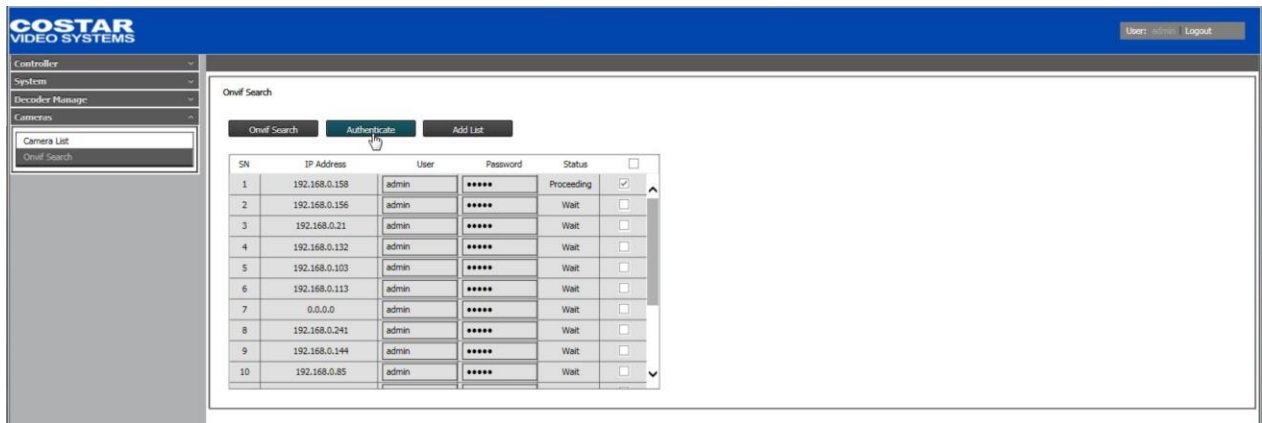 COSTAR
VIDEO SYSTEMS
User: admin | Logout
Controller
System
Decoder Manage
Cameras
Camera List
Onvif Search
Onvif Search
Onvif Search Authenticate Add List
SN IP Address User Password Status
1 192.168.0.158 admin ••••• Proceeding
2 192.168.0.156 admin ••••• Wait
3 192.168.0.21 admin ••••• Wait
4 192.168.0.132 admin ••••• Wait
5 192.168.0.103 admin ••••• Wait
6 192.168.0.113 admin ••••• Wait
7 0.0.0.0 admin ••••• Wait
8 192.168.0.241 admin ••••• Wait
9 192.168.0.144 admin ••••• Wait
10 192.168.0.85 admin ••••• Wait